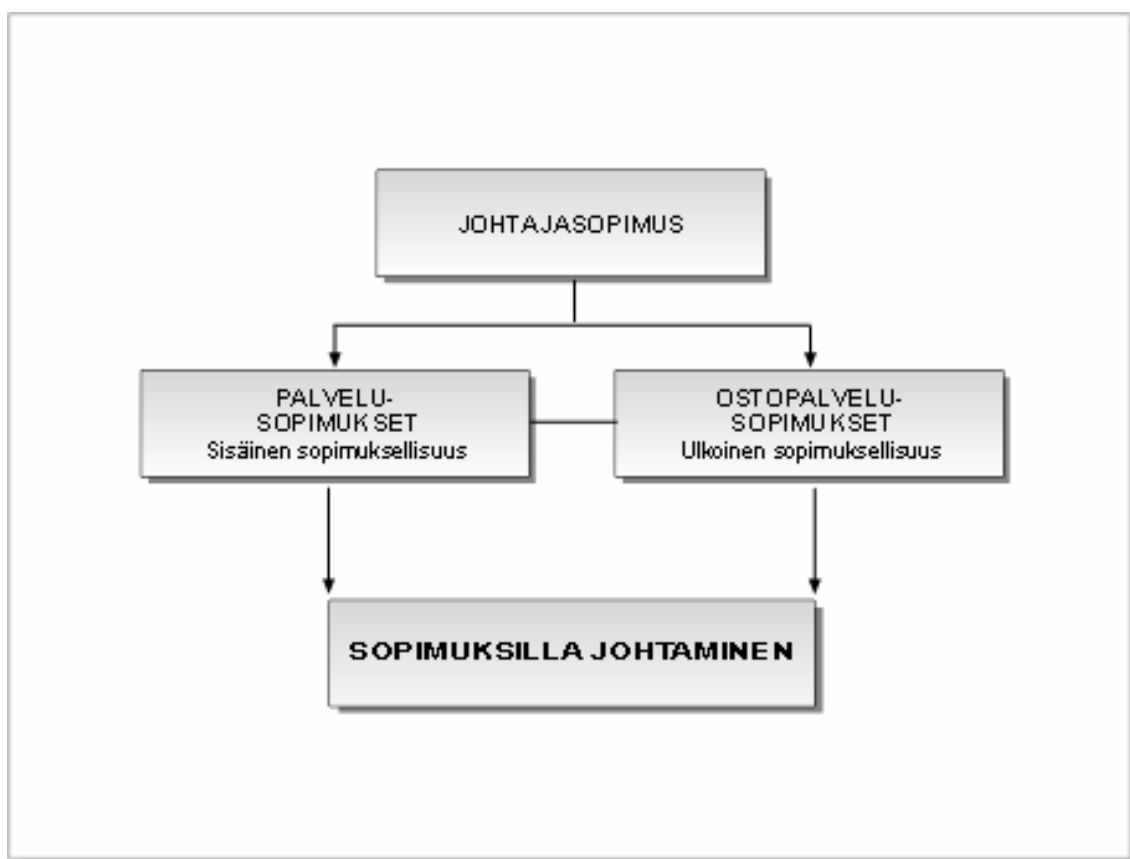 JOHTAJASOPIMUS
PALVELU-
SOPIMUKSET
Sisäinen sopimuksellisuus
OSTOPALVELU-
SOPIMUKSET
Ulkoinen sopimuksellisuus
SOPIMUKSILLA JOHTAMINEN